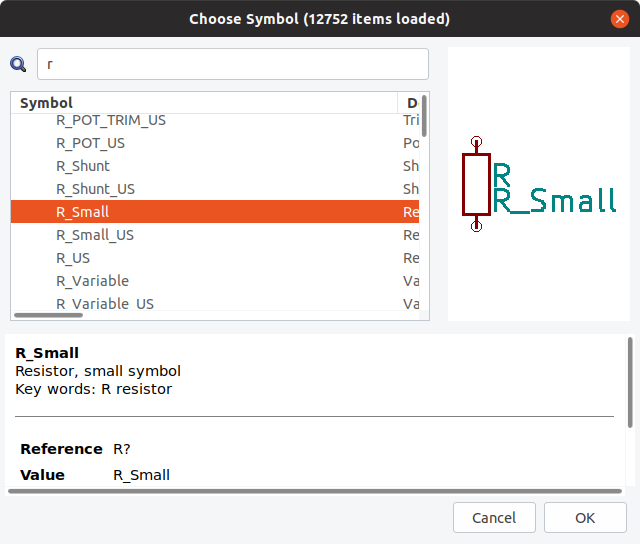 Choose Symbol (12752 items loaded)
r
Symbol D
R_POT_TRIM_US Tri
R_POT_US Po
R_Shunt Sh
R_Shunt_US Sh
R_Small Re
R_Small_US Re
R_US Re
R_Variable Va
R_Variable_US Va
R
R_Small
R_Small
Resistor, small symbol
Key words: R resistor
Reference R?
Value R_Small
Cancel OK